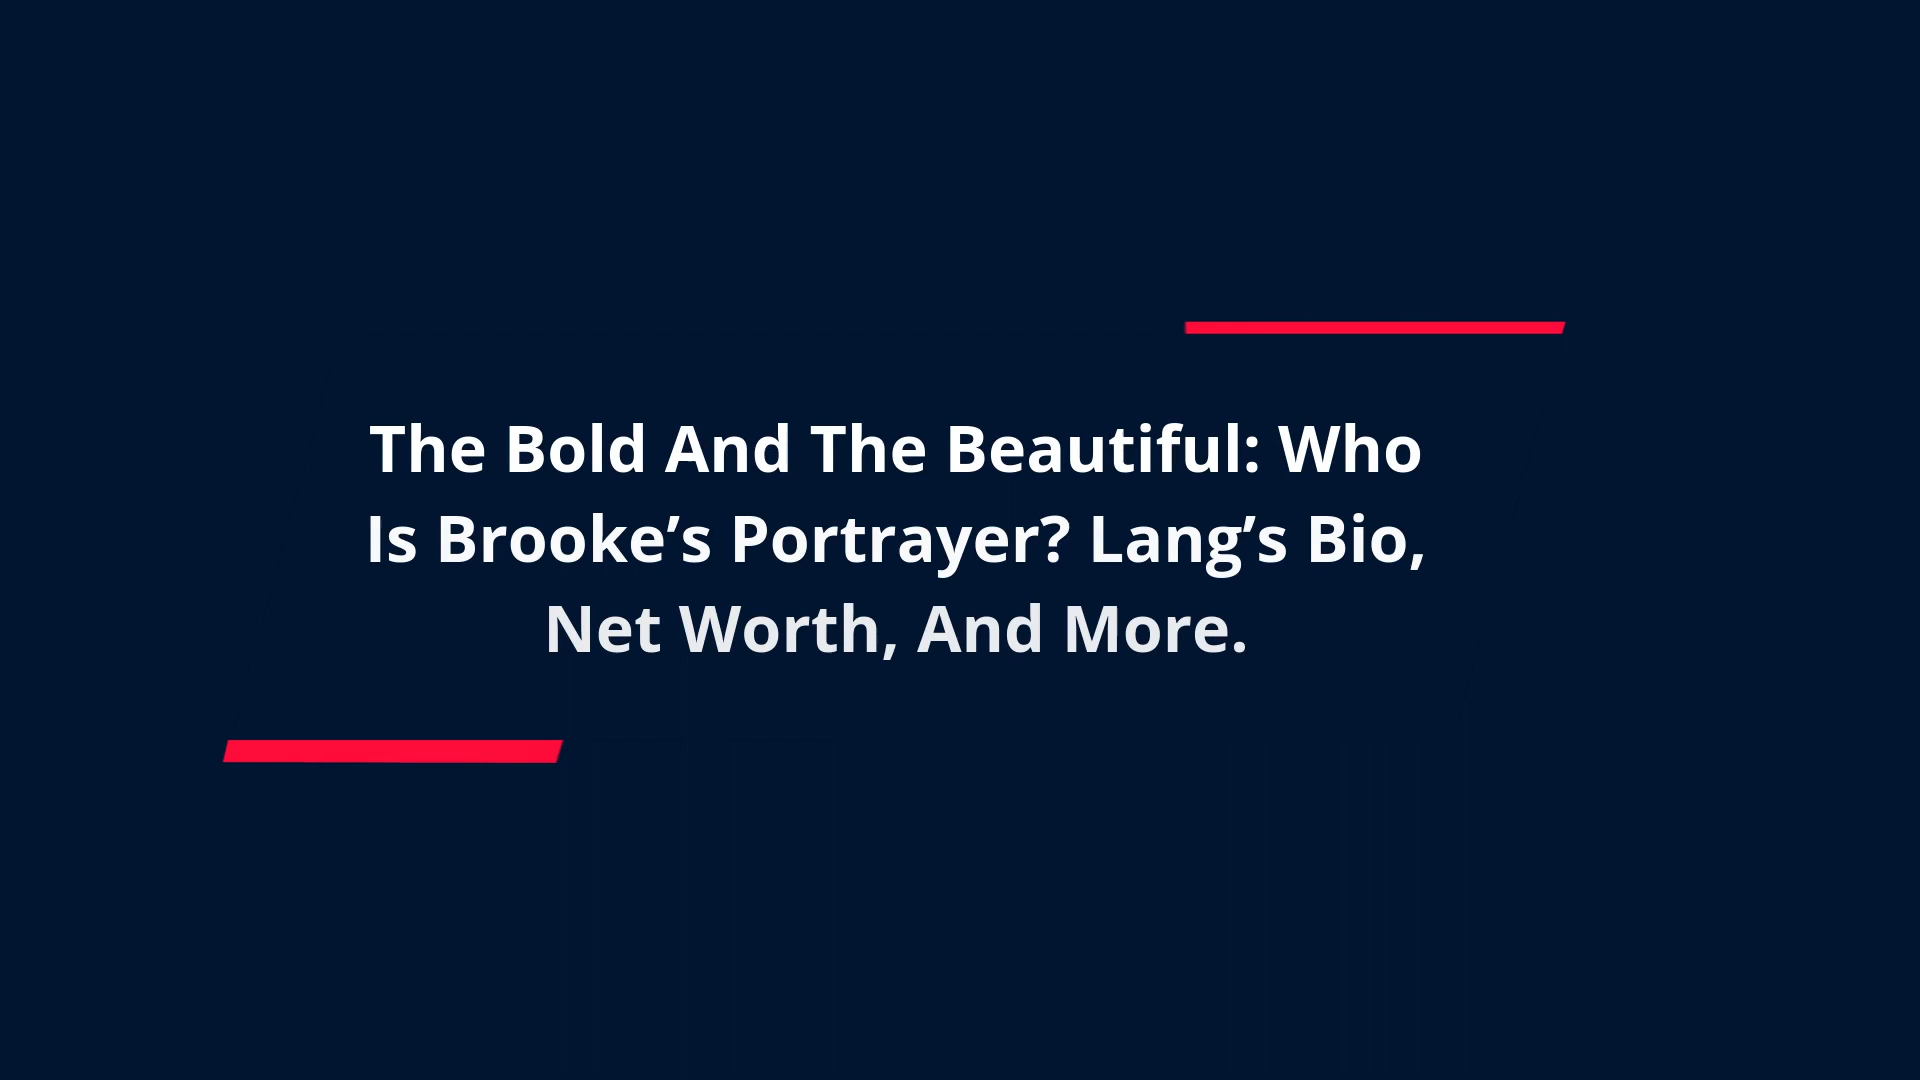 The Bold And The Beautiful: Who
Is Brooke’s Portrayer? Lang’s Bio,
Net Worth, And More.